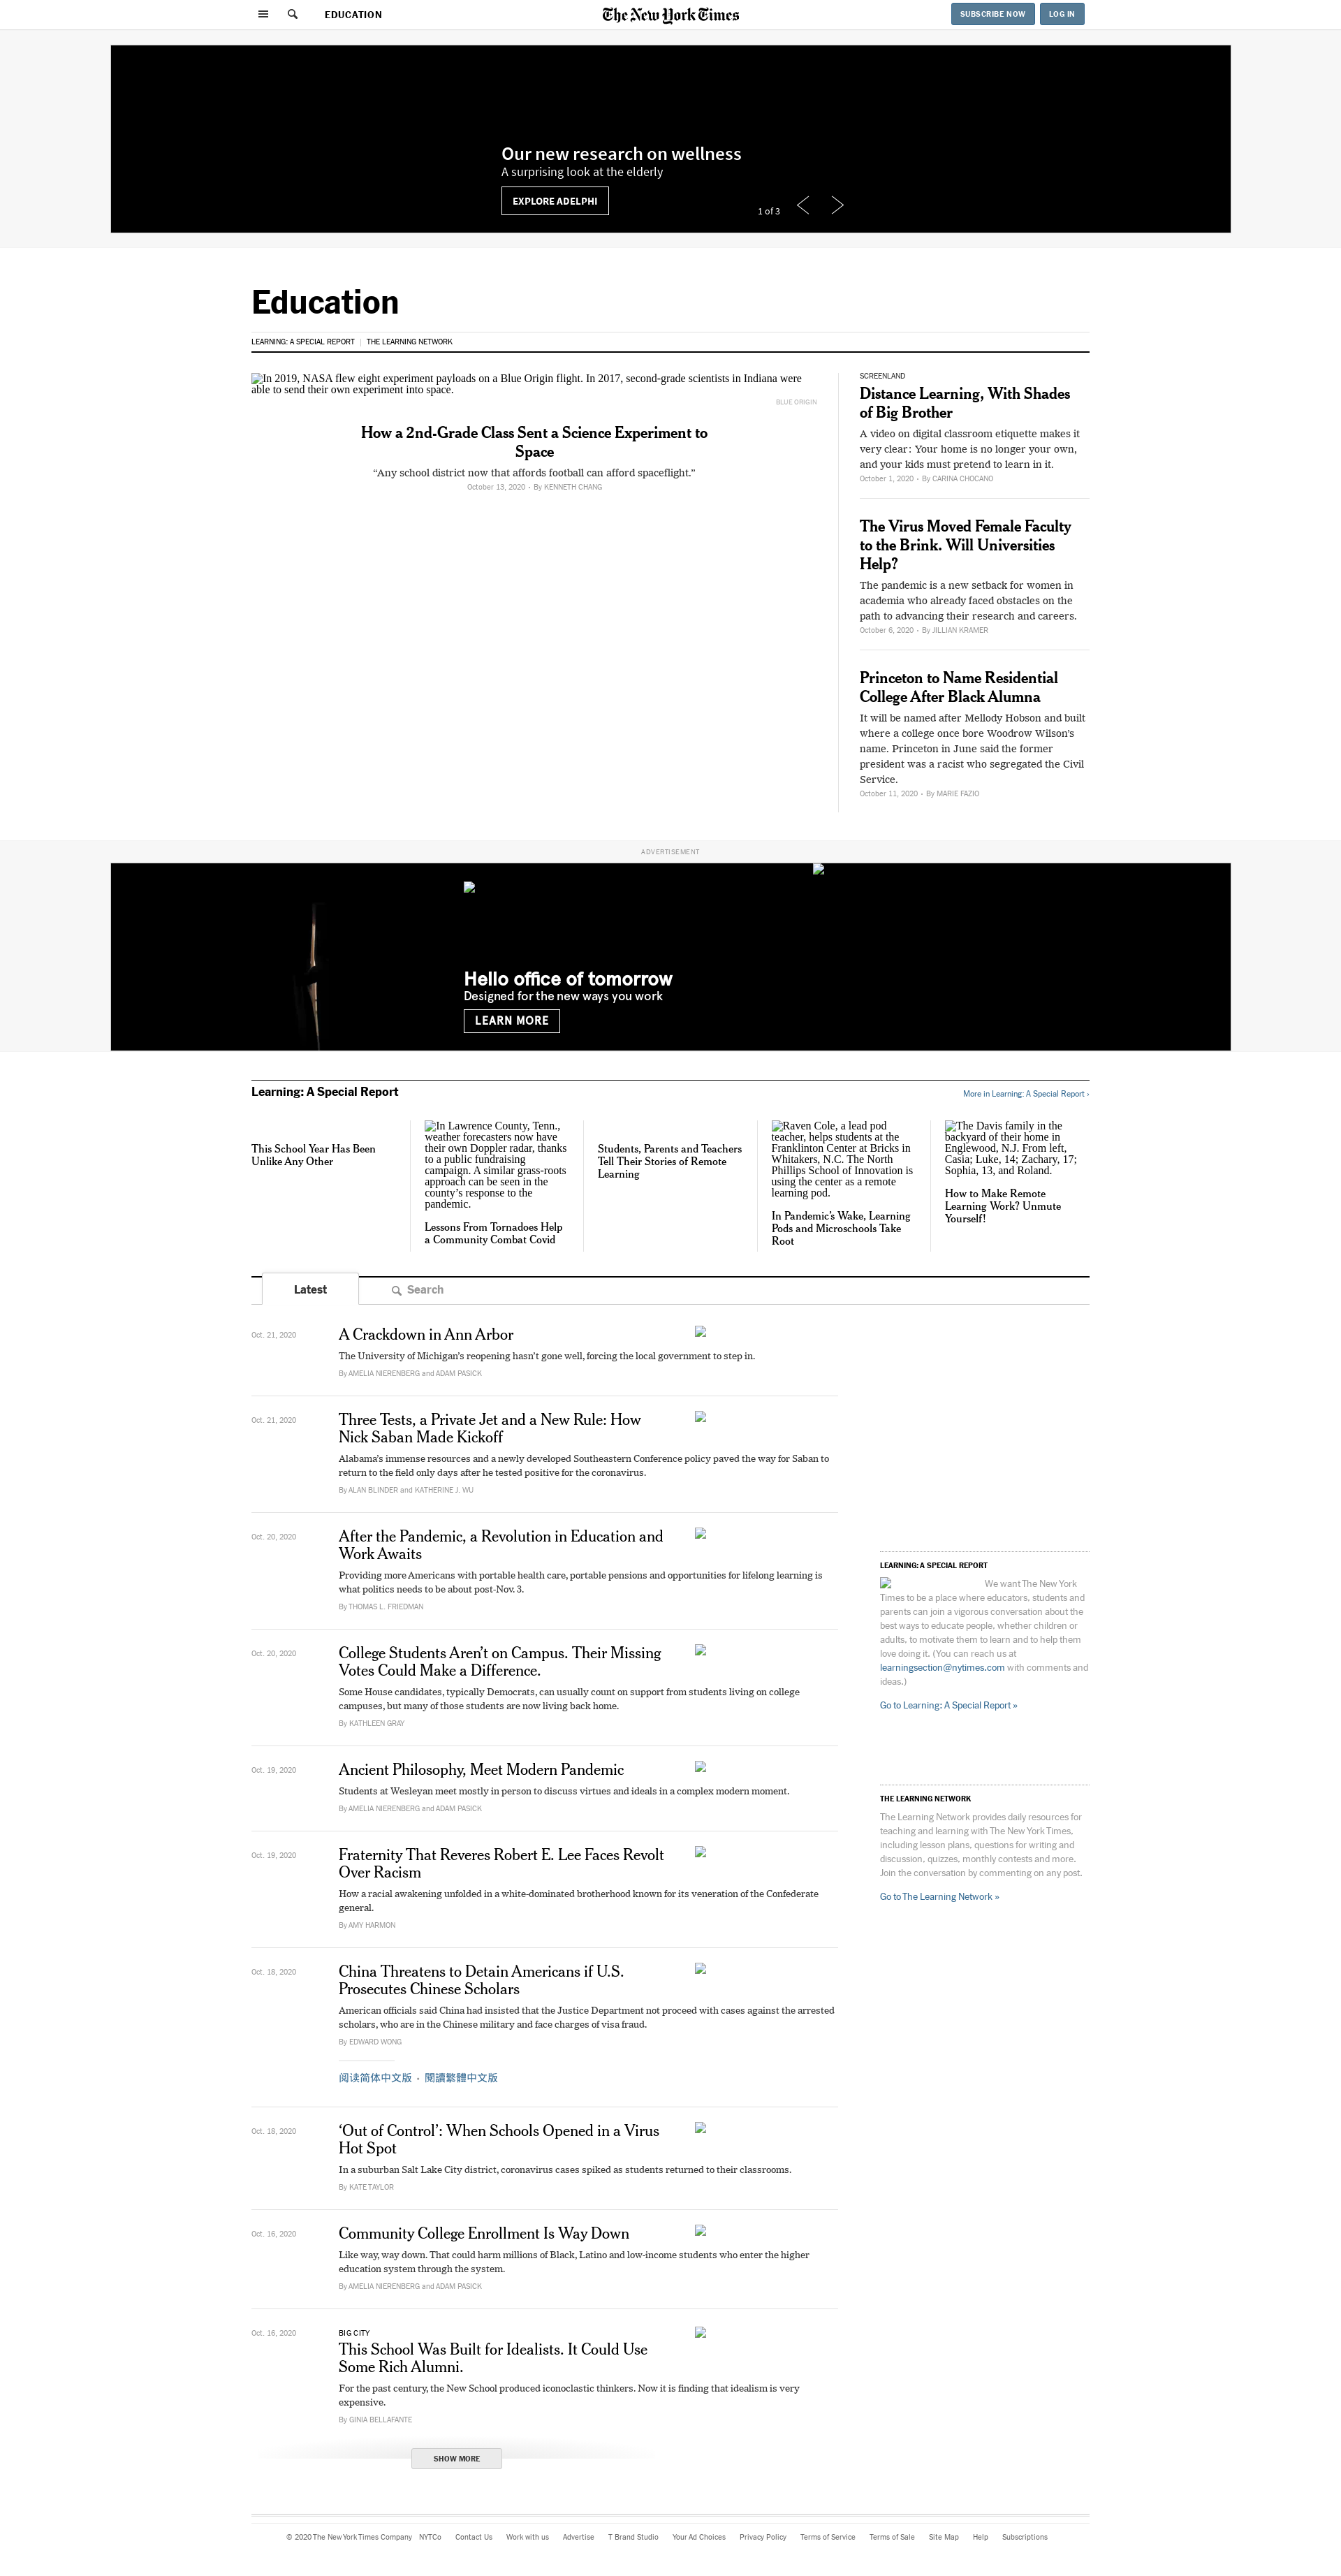 EDUCATION
The New York Times
SUBSCRIBE NOW
LOG IN
Our new research on wellness
A surprising look at the elderly
EXPLORE ADELPHI
1 of 3
Education
LEARNING: A SPECIAL REPORT | THE LEARNING NETWORK
In 2019, NASA flew eight experiment payloads on a Blue Origin flight. In 2017, second-grade scientists in Indiana were
able to send their own experiment into space.
BLUE ORIGIN
How a 2nd-Grade Class Sent a Science Experiment to
Space
“Any school district now that affords football can afford spaceflight.”
October 13, 2020 • By KENNETH CHANG
SCREENLAND
Distance Learning, With Shades
of Big Brother
A video on digital classroom etiquette makes it
very clear: Your home is no longer your own,
and your kids must pretend to learn in it.
October 1, 2020 • By CARINA CHOCANO
The Virus Moved Female Faculty
to the Brink. Will Universities
Help?
The pandemic is a new setback for women in
academia who already faced obstacles on the
path to advancing their research and careers.
October 6, 2020 • By JILLIAN KRAMER
Princeton to Name Residential
College After Black Alumna
It will be named after Mellody Hobson and built
where a college once bore Woodrow Wilson’s
name. Princeton in June said the former
president was a racist who segregated the Civil
Service.
October 11, 2020 • By MARIE FAZIO
ADVERTISEMENT
Hello office of tomorrow
Designed for the new ways you work
LEARN MORE
Learning: A Special Report
More in Learning: A Special Report ›
This School Year Has Been
Unlike Any Other
In Lawrence County, Tenn.,
weather forecasters now have
their own Doppler radar, thanks
to a public fundraising
campaign. A similar grass-roots
approach can be seen in the
county’s response to the
pandemic.
Lessons From Tornadoes Help
a Community Combat Covid
Students, Parents and Teachers
Tell Their Stories of Remote
Learning
Raven Cole, a lead pod
teacher, helps students at the
Franklinton Center at Bricks in
Whitakers, N.C. The North
Phillips School of Innovation is
using the center as a remote
learning pod.
In Pandemic’s Wake, Learning
Pods and Microschools Take
Root
The Davis family in the
backyard of their home in
Englewood, N.J. From left,
Casia; Luke, 14; Zachary, 17;
Sophia, 13, and Roland.
How to Make Remote
Learning Work? Unmute
Yourself!
Latest
Search
Oct. 21, 2020
A Crackdown in Ann Arbor
The University of Michigan’s reopening hasn’t gone well, forcing the local government to step in.
By AMELIA NIERENBERG and ADAM PASICK
Oct. 21, 2020
Three Tests, a Private Jet and a New Rule: How
Nick Saban Made Kickoff
Alabama’s immense resources and a newly developed Southeastern Conference policy paved the way for Saban to
return to the field only days after he tested positive for the coronavirus.
By ALAN BLINDER and KATHERINE J. WU
Oct. 20, 2020
After the Pandemic, a Revolution in Education and
Work Awaits
Providing more Americans with portable health care, portable pensions and opportunities for lifelong learning is
what politics needs to be about post-Nov. 3.
By THOMAS L. FRIEDMAN
Oct. 20, 2020
College Students Aren’t on Campus. Their Missing
Votes Could Make a Difference.
Some House candidates, typically Democrats, can usually count on support from students living on college
campuses, but many of those students are now living back home.
By KATHLEEN GRAY
Oct. 19, 2020
Ancient Philosophy, Meet Modern Pandemic
Students at Wesleyan meet mostly in person to discuss virtues and ideals in a complex modern moment.
By AMELIA NIERENBERG and ADAM PASICK
Oct. 19, 2020
Fraternity That Reveres Robert E. Lee Faces Revolt
Over Racism
How a racial awakening unfolded in a white-dominated brotherhood known for its veneration of the Confederate
general.
By AMY HARMON
Oct. 18, 2020
China Threatens to Detain Americans if U.S.
Prosecutes Chinese Scholars
American officials said China had insisted that the Justice Department not proceed with cases against the arrested
scholars, who are in the Chinese military and face charges of visa fraud.
By EDWARD WONG
阅读简体中文版 • 閱讀繁體中文版
Oct. 18, 2020
‘Out of Control’: When Schools Opened in a Virus
Hot Spot
In a suburban Salt Lake City district, coronavirus cases spiked as students returned to their classrooms.
By KATE TAYLOR
Oct. 16, 2020
Community College Enrollment Is Way Down
Like way, way down. That could harm millions of Black, Latino and low-income students who enter the higher
education system through the system.
By AMELIA NIERENBERG and ADAM PASICK
Oct. 16, 2020
BIG CITY
This School Was Built for Idealists. It Could Use
Some Rich Alumni.
For the past century, the New School produced iconoclastic thinkers. Now it is finding that idealism is very
expensive.
By GINIA BELLAFANTE
SHOW MORE
LEARNING: A SPECIAL REPORT
We want The New York
Times to be a place where educators, students and
parents can join a vigorous conversation about the
best ways to educate people, whether children or
adults, to motivate them to learn and to help them
love doing it. (You can reach us at
learningsection@nytimes.com with comments and
ideas.)
Go to Learning: A Special Report »
THE LEARNING NETWORK
The Learning Network provides daily resources for
teaching and learning with The New York Times,
including lesson plans, questions for writing and
discussion, quizzes, monthly contests and more.
Join the conversation by commenting on any post.
Go to The Learning Network »
© 2020 The New York Times Company NYTCo Contact Us Work with us Advertise T Brand Studio Your Ad Choices Privacy Policy Terms of Service Terms of Sale Site Map Help Subscriptions